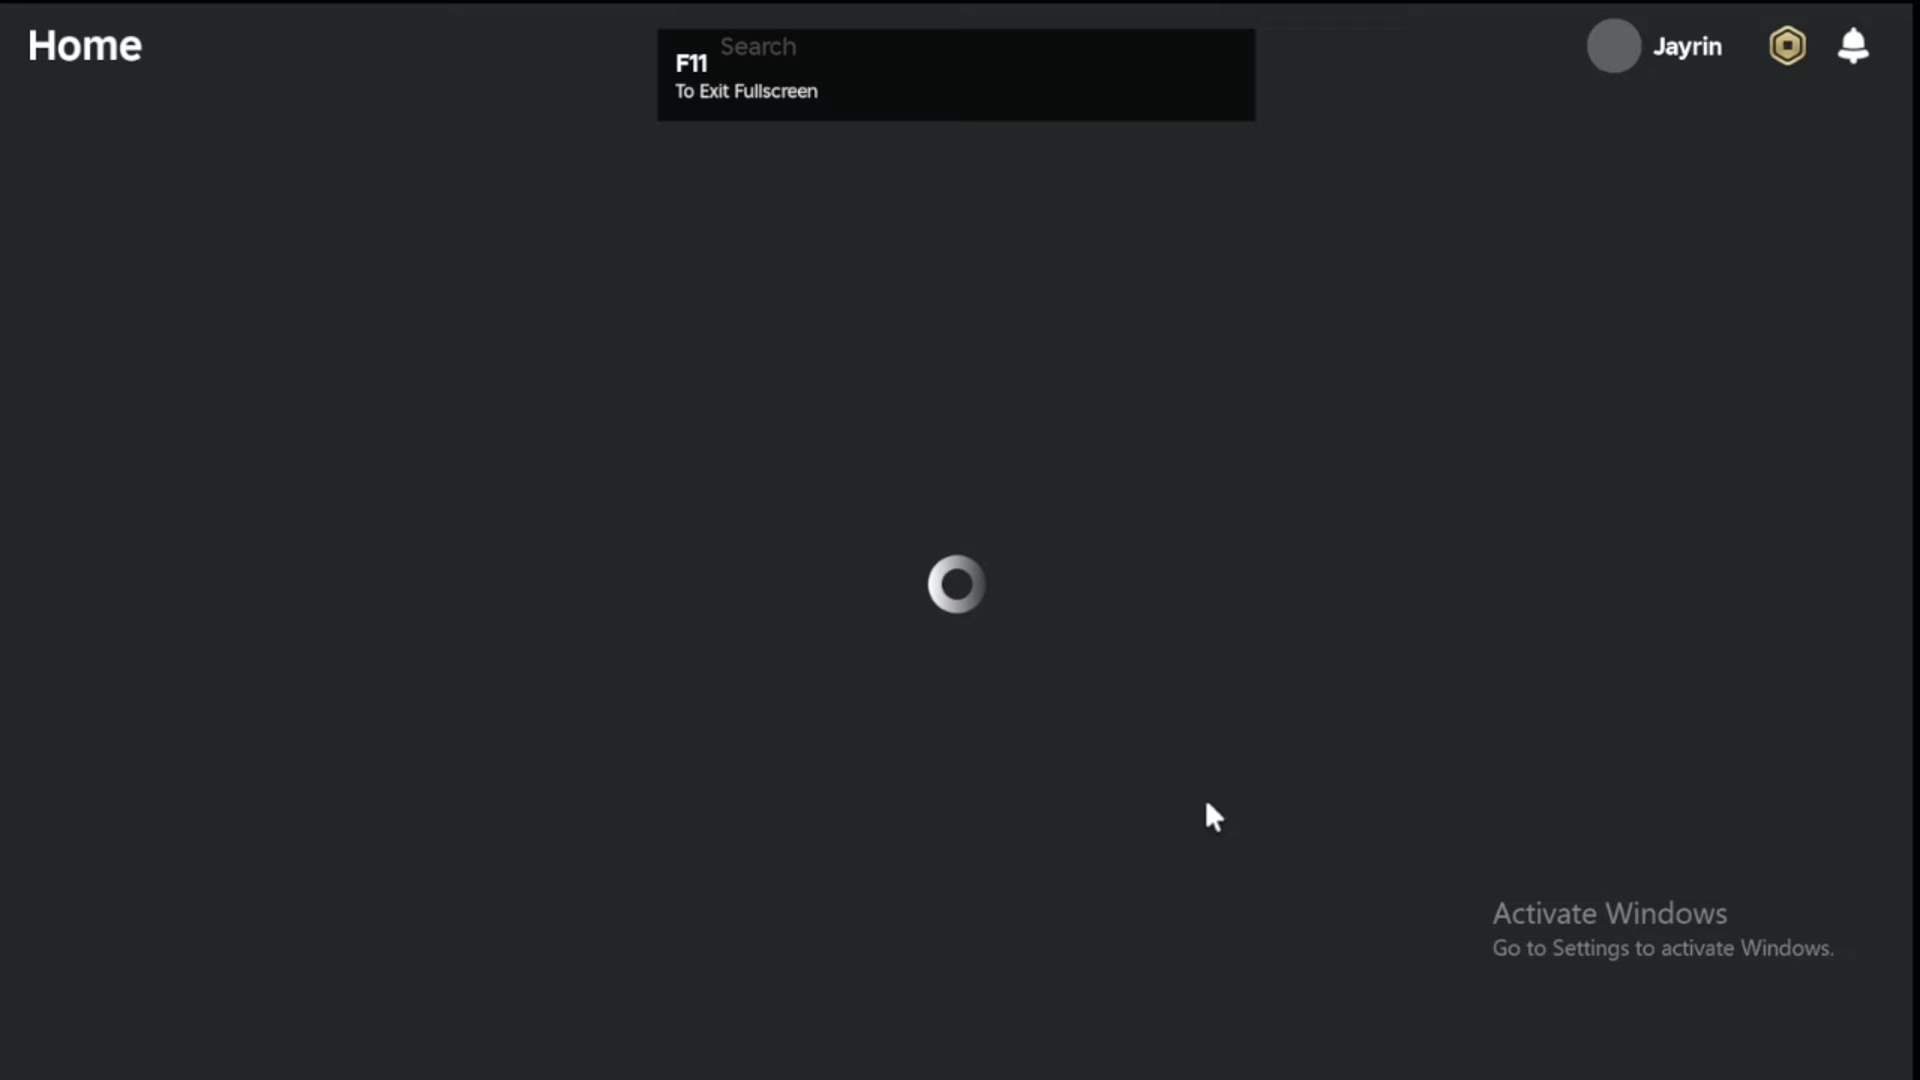 Home
Search
F11
To Exit Fullscreen
Jayrin
Activate Windows
Go to Settings to activate Windows.